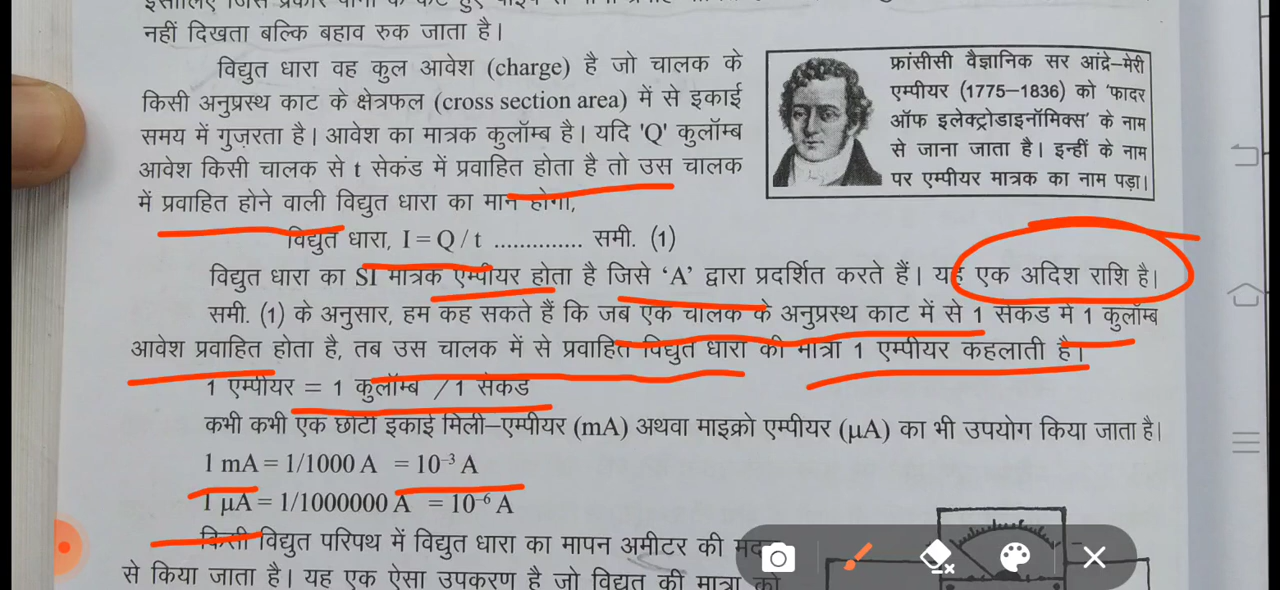 नहीं दिखता बल्कि बहाव रुक जाता है।
विद्युत धारा वह कुल आवेश (charge) है जो चालक के
किसी अनुप्रस्थ काट के क्षेत्रफल (cross section area) में से इकाई
समय में गुज़रता है। आवेश का मात्रक कुलॉम्ब है। यदि 'Q' कुलॉम्ब
आवेश किसी चालक से t सेकंड में प्रवाहित होता है तो उस चालक
में प्रवाहित होने वाली विद्युत धारा का मान होगा,
फ्रांसीसी वैज्ञानिक सर आंद्रे–मेरी
एम्पीयर (1775–1836) को 'फादर
ऑफ इलेक्ट्रोडाइनॉमिक्स' के नाम
से जाना जाता है। इन्हीं के नाम
पर एम्पीयर मात्रक का नाम पड़ा।
विद्युत धारा, I = Q / t .............. समी. (1)
विद्युत धारा का SI मात्रक एम्पीयर होता है जिसे ‘A’ द्वारा प्रदर्शित करते हैं। यह एक अदिश राशि है।
समी. (1) के अनुसार, हम कह सकते हैं कि जब एक चालक के अनुप्रस्थ काट में से 1 सेकंड में 1 कुलॉम्ब
आवेश प्रवाहित होता है, तब उस चालक में से प्रवाहित विद्युत धारा की मात्रा 1 एम्पीयर कहलाती है।
1 एम्पीयर = 1 कुलॉम्ब / 1 सेकंड
कभी कभी एक छोटी इकाई मिली–एम्पीयर (mA) अथवा माइक्रो एम्पीयर (μA) का भी उपयोग किया जाता है।
1 mA = 1/1000 A = 10⁻³ A
1 μA = 1/1000000 A = 10⁻⁶ A
किसी विद्युत परिपथ में विद्युत धारा का मापन अमीटर की मदद
से किया जाता है। यह एक ऐसा उपकरण है जो विद्युत की मात्रा को